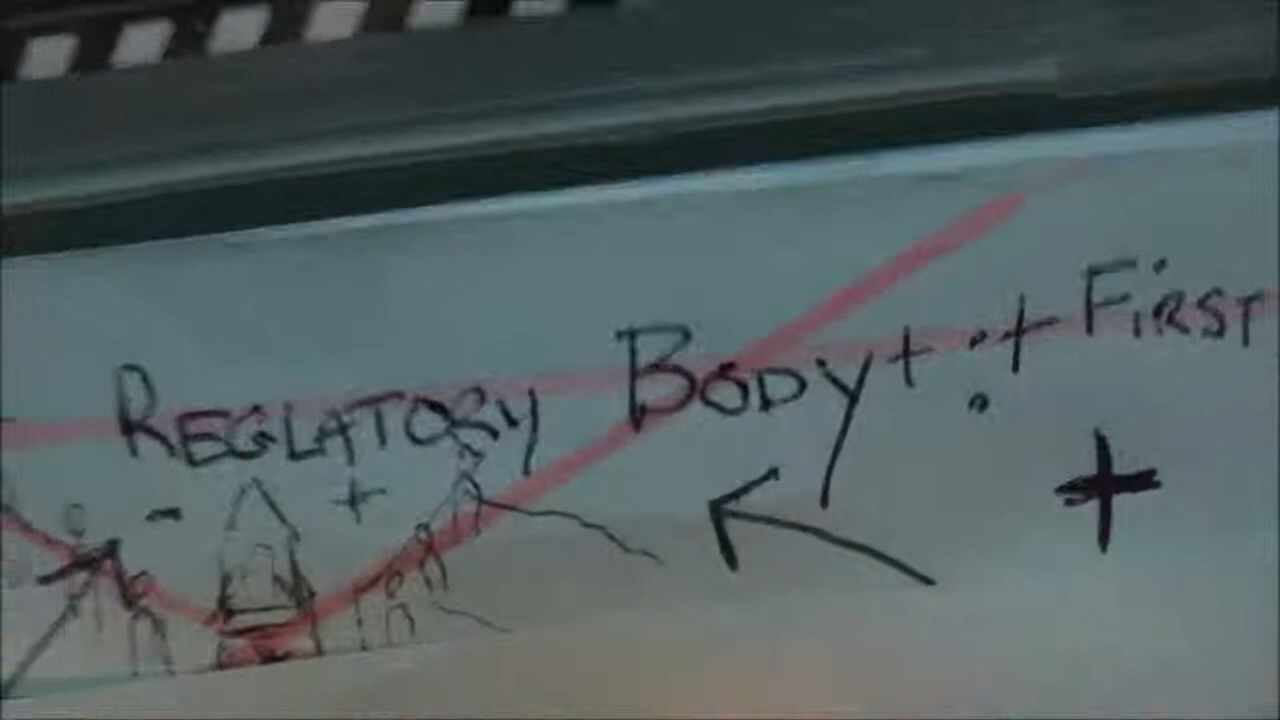 REGLATORY BODY + ÷ + FIRST
- + +